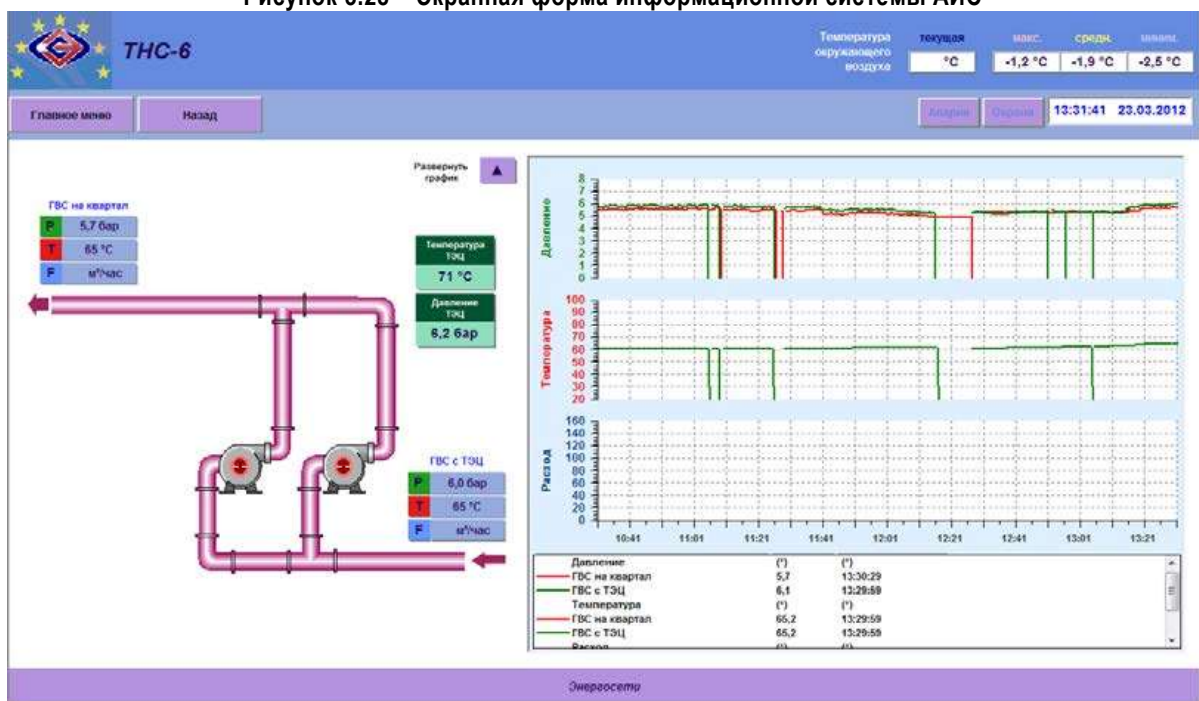 Рисунок 3.26 – Экранная форма информационной системы АИС
ТНС-6
Температура
окружающего
воздуха
текущая
макс.
средн.
миним.
°C
-1,2 °C
-1,9 °C
-2,5 °C
Главное меню
Назад
Авария
Охрана
13:31:41 23.03.2012
Развернуть
график
ГВС на квартал
P 5,7 бар
T 65 °C
F м³/час
Температура
ТЭЦ
71 °C
Давление
ТЭЦ
6,2 бар
ГВС с ТЭЦ
P 6,0 бар
T 65 °C
F м³/час
Давление
8
7
6
5
4
3
2
1
0
Температура
100
90
80
70
60
50
40
30
20
Расход
160
140
120
100
80
60
40
20
0
10:41 11:01 11:21 11:41 12:01 12:21 12:41 13:01 13:21
Давление (*) (*)
ГВС на квартал 5,7 13:30:29
ГВС с ТЭЦ 6,1 13:29:59
Температура (*) (*)
ГВС на квартал 65,2 13:29:59
ГВС с ТЭЦ 65,2 13:29:59
Расход (*) (*)
Энергосети